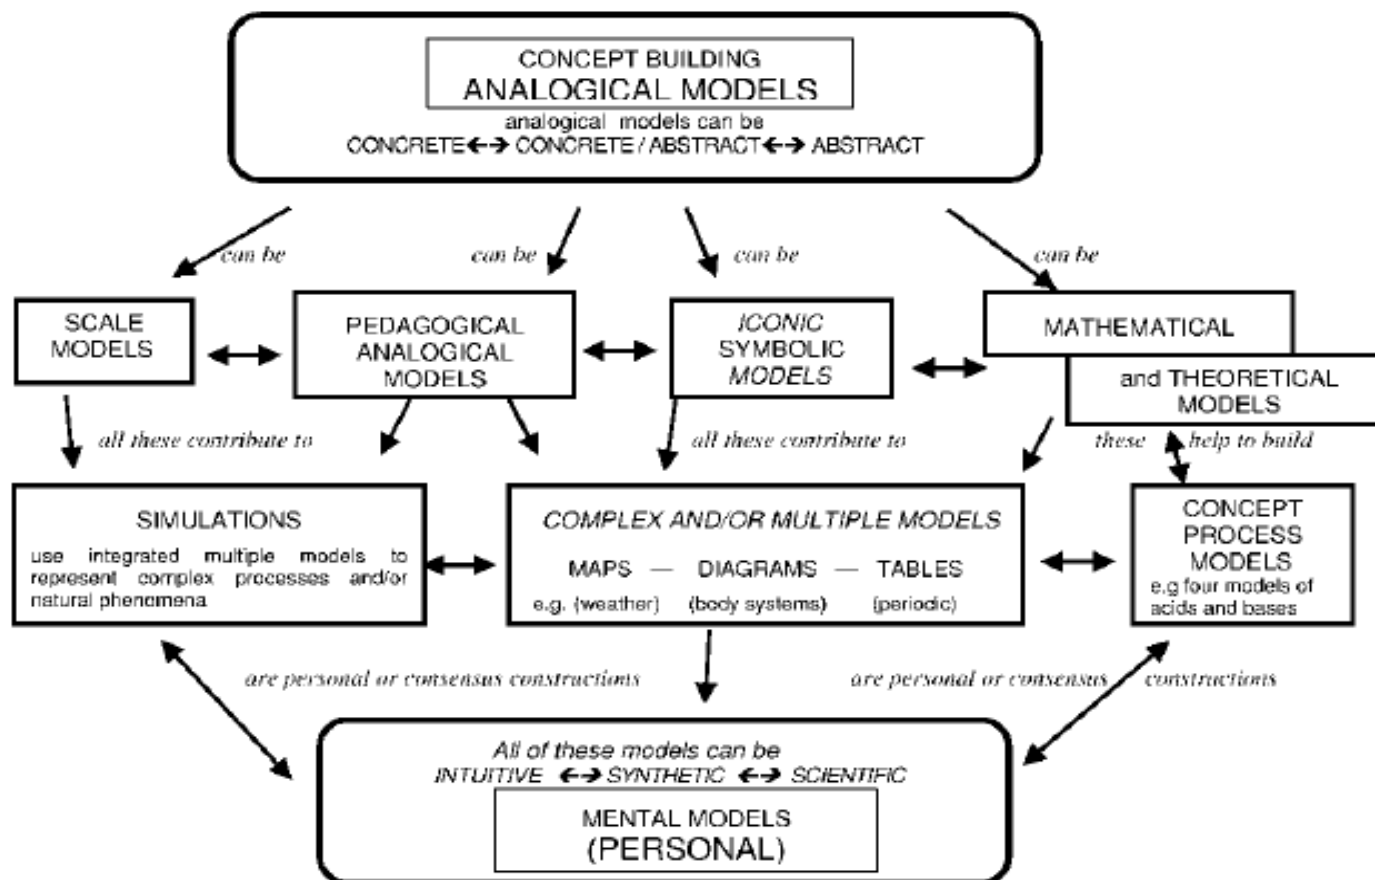 CONCEPT BUILDING
ANALOGICAL MODELS
analogical models can be
CONCRETE ←→ CONCRETE / ABSTRACT ←→ ABSTRACT
can be
can be
can be
can be
SCALE
MODELS
PEDAGOGICAL
ANALOGICAL
MODELS
ICONIC
SYMBOLIC
MODELS
MATHEMATICAL
and THEORETICAL
MODELS
all these contribute to
all these contribute to
these help to build
SIMULATIONS
use integrated multiple models to
represent complex processes and/or
natural phenomena
COMPLEX AND/OR MULTIPLE MODELS
MAPS — DIAGRAMS — TABLES
e.g. (weather) (body systems) (periodic)
CONCEPT
PROCESS
MODELS
e.g four models of
acids and bases
are personal or consensus constructions
are personal or consensus constructions
All of these models can be
INTUITIVE ←→ SYNTHETIC ←→ SCIENTIFIC
MENTAL MODELS
(PERSONAL)